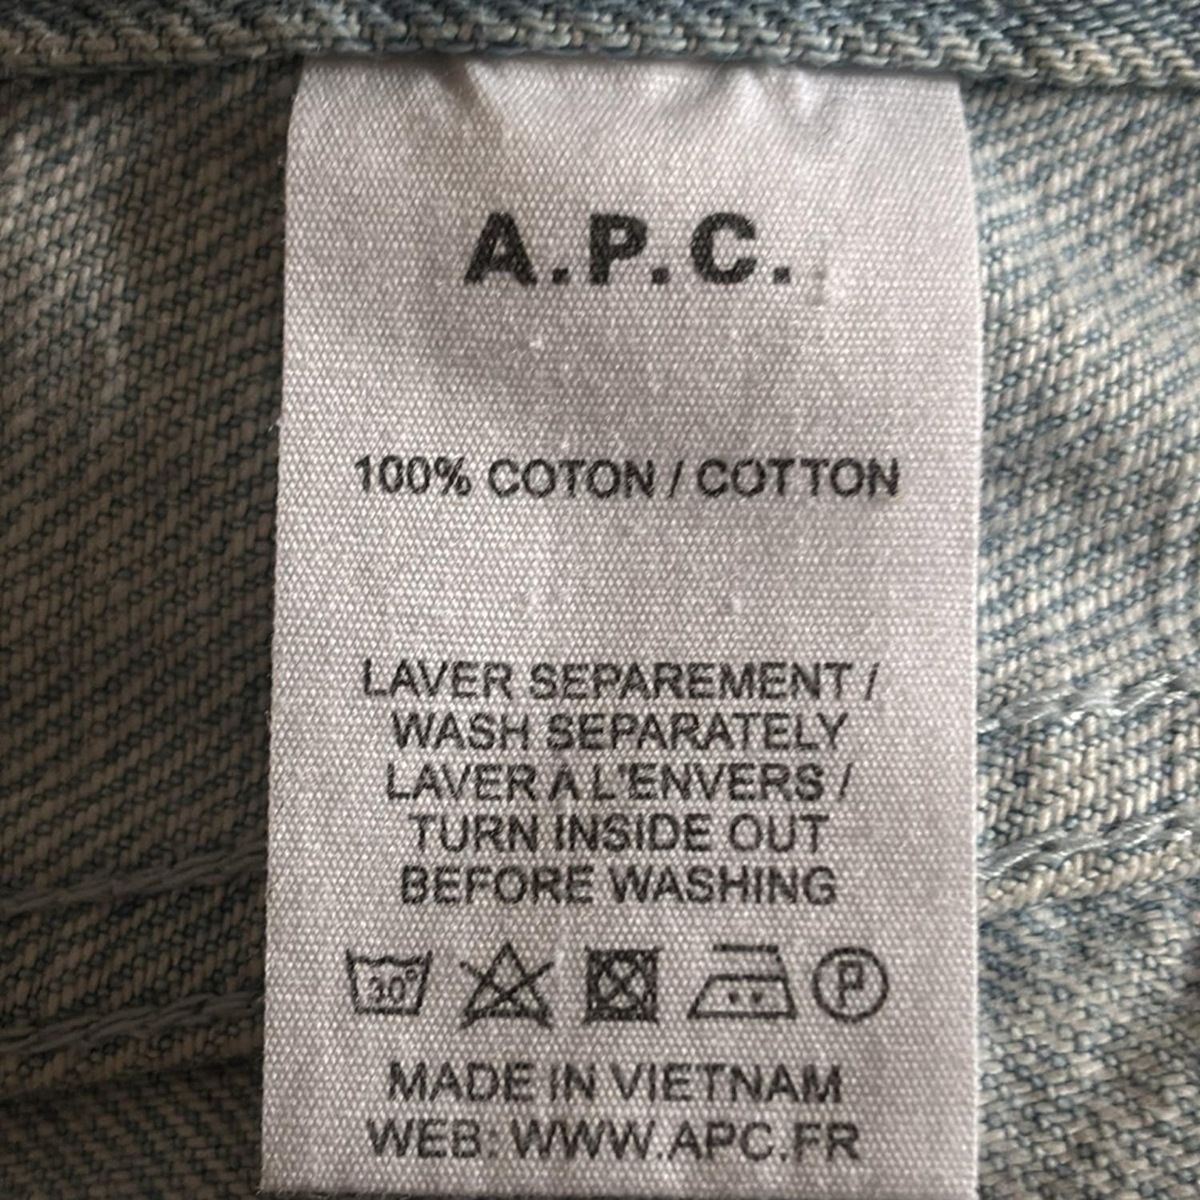 A.P.C.
100% COTON / COTTON
LAVER SEPAREMENT /
WASH SEPARATELY
LAVER A L'ENVERS /
TURN INSIDE OUT
BEFORE WASHING
30° P
MADE IN VIETNAM
WEB: WWW.APC.FR